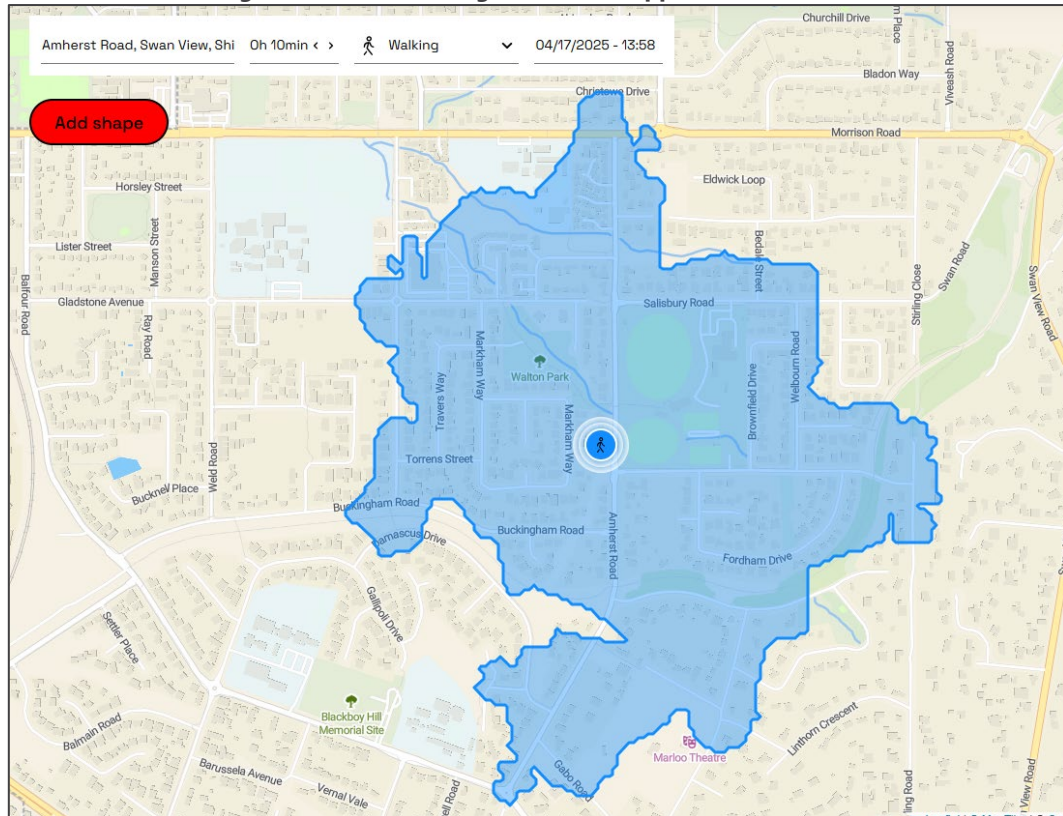 Churchill Drive
Amherst Road, Swan View, Shi
0h 10min < >
Walking
04/17/2025 - 13:58
Bladon Way
Viveash Road
Christowe Drive
Add shape
Morrison Road
Horsley Street
Eldwick Loop
Manson Street
Lister Street
Bedale Street
Swan Road
Balfour Road
Stirling Close
Swan View Road
Gladstone Avenue
Salisbury Road
Ray Road
Markham Way
Walton Park
Travers Way
Brownfield Drive
Welbourn Road
Markham Way
Torrens Street
Weld Road
Bucknell Place
Buckingham Road
Buckingham Road
Amherst Road
Damascus Drive
Fordham Drive
Gallipoli Drive
Settler Place
Blackboy Hill
Memorial Site
Balmain Road
Linthorn Crescent
Marloo Theatre
Barussela Avenue
Gabo Road
Vernal Vale
View Road